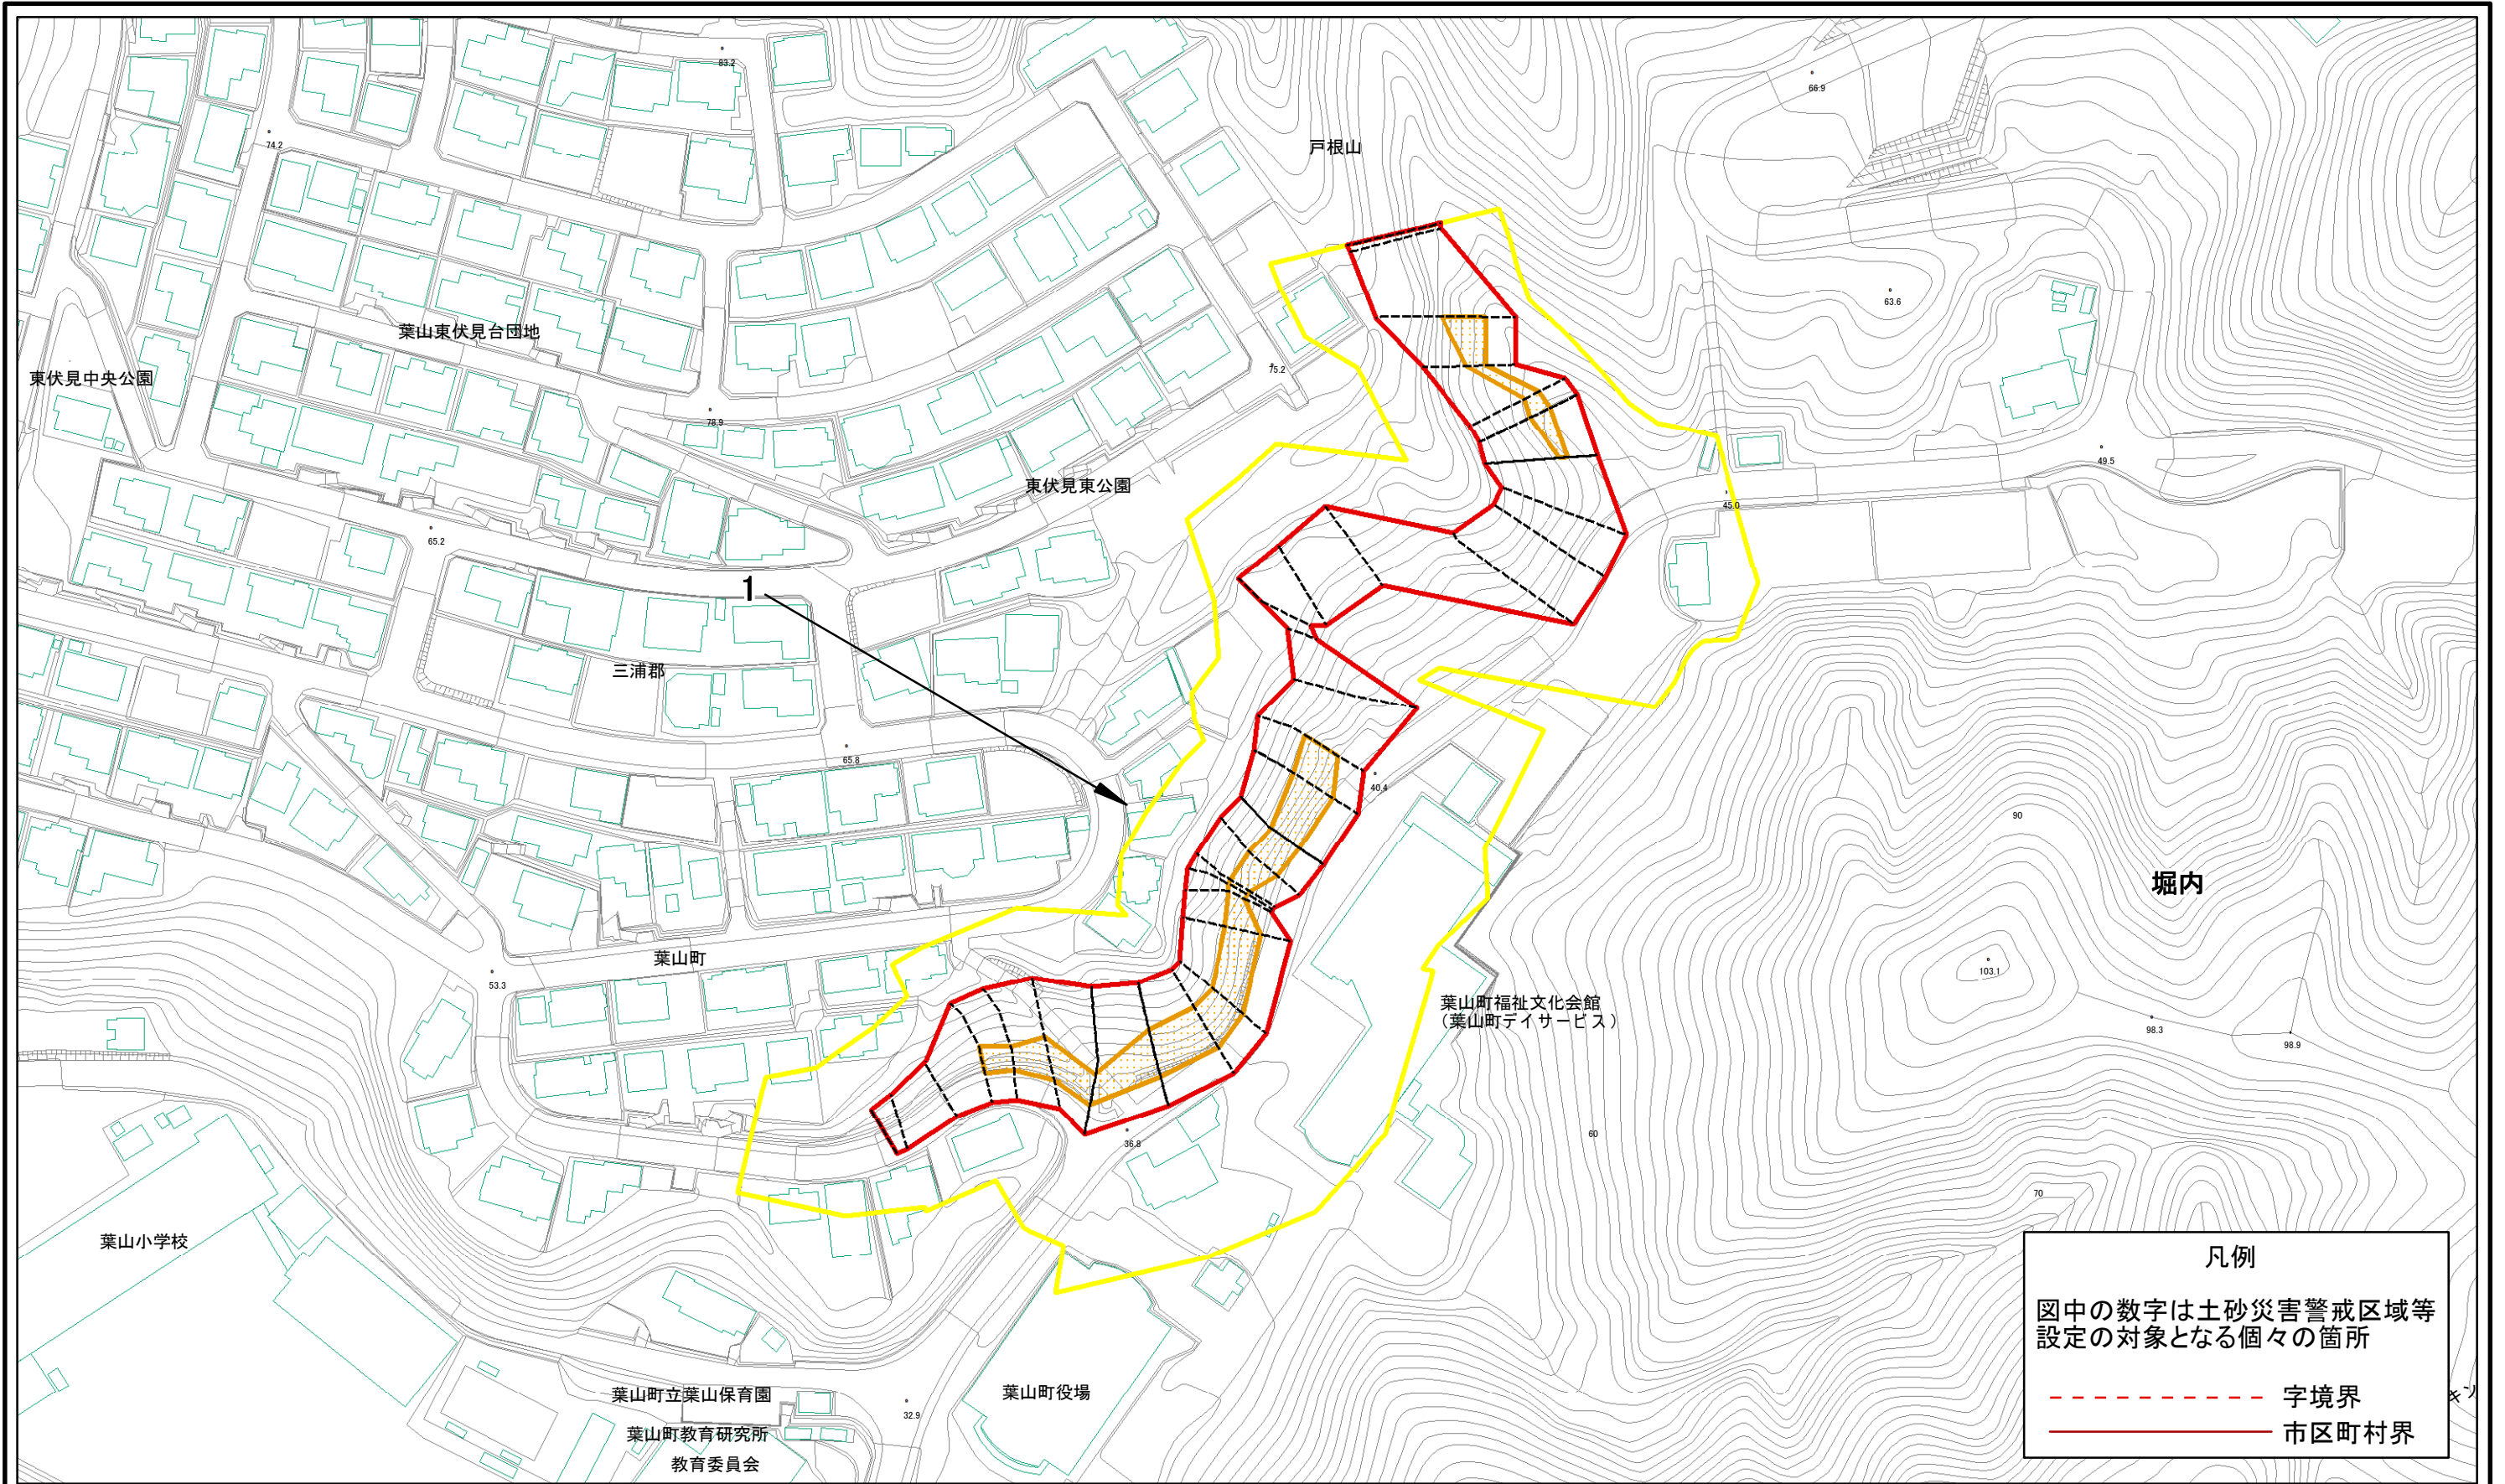 83.2
66.9
74.2
戸根山
63.6
葉山東伏見台団地
東伏見中央公園
75.2
78.9
49.5
東伏見東公園
45.0
65.2
1
三浦郡
65.8
40.4
90
堀内
葉山町
53.3
103.1
葉山町福祉文化会館
(葉山町デイサービス)
98.3
98.9
36.8
60
70
葉山小学校
葉山町立葉山保育園
葉山町役場
32.9
葉山町教育研究所
教育委員会
凡例
図中の数字は土砂災害警戒区域等
設定の対象となる個々の箇所
字境界
市区町村界